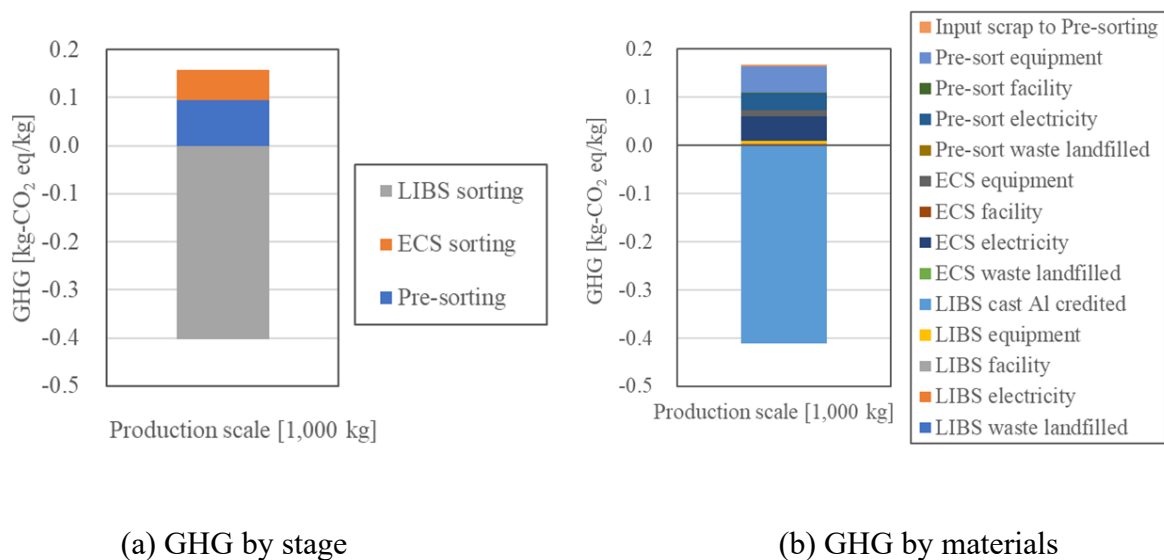 GHG [kg-CO₂ eq/kg]
0.2
0.1
0.0
-0.1
-0.2
-0.3
-0.4
-0.5
Production scale [1,000 kg]
LIBS sorting
ECS sorting
Pre-sorting
(a) GHG by stage
GHG [kg-CO₂ eq/kg]
0.2
0.1
0.0
-0.1
-0.2
-0.3
-0.4
-0.5
Production scale [1,000 kg]
Input scrap to Pre-sorting
Pre-sort equipment
Pre-sort facility
Pre-sort electricity
Pre-sort waste landfilled
ECS equipment
ECS facility
ECS electricity
ECS waste landfilled
LIBS cast Al credited
LIBS equipment
LIBS facility
LIBS electricity
LIBS waste landfilled
(b) GHG by materials